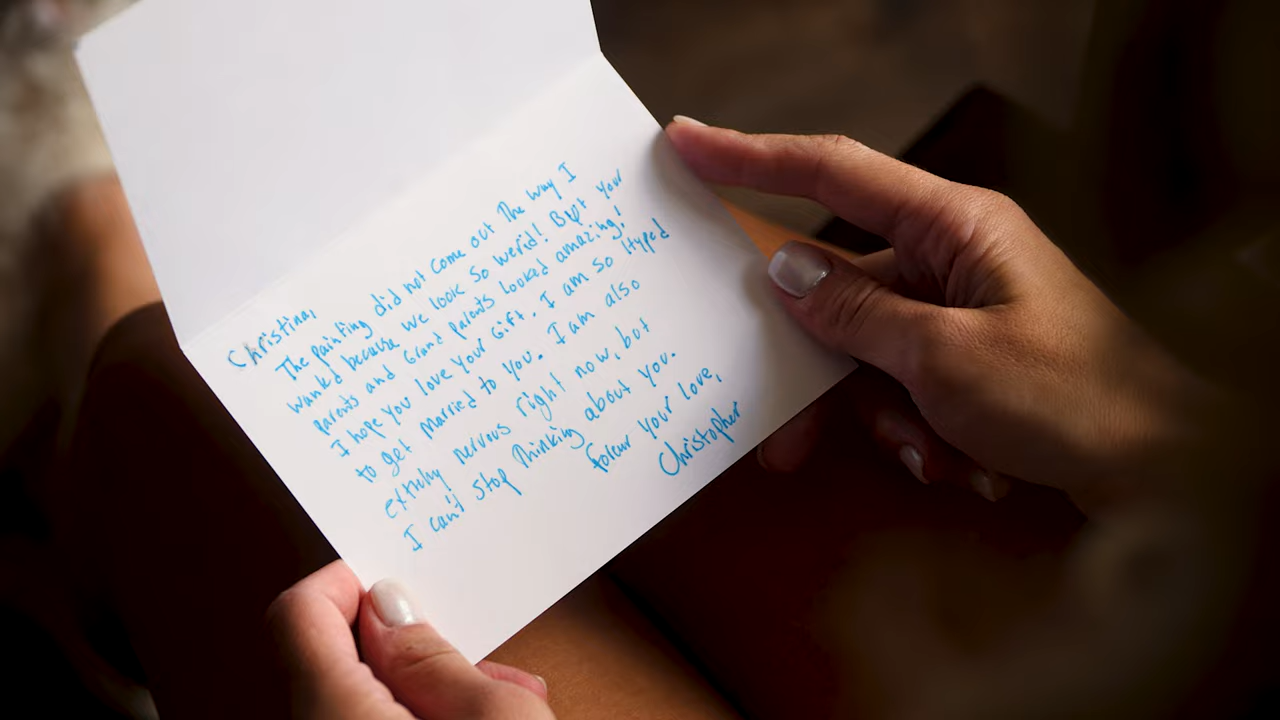 Christina,
The painting did not come out The way I
wanted because we look so werid! But your
parents and Grand parents Looked amazing!
I hope you love your Gift. I am so Hyped
to get married to you. I am also
extrmly nervous right now, but
I can't stop Thinking about you.
forevr your love,
Christopher